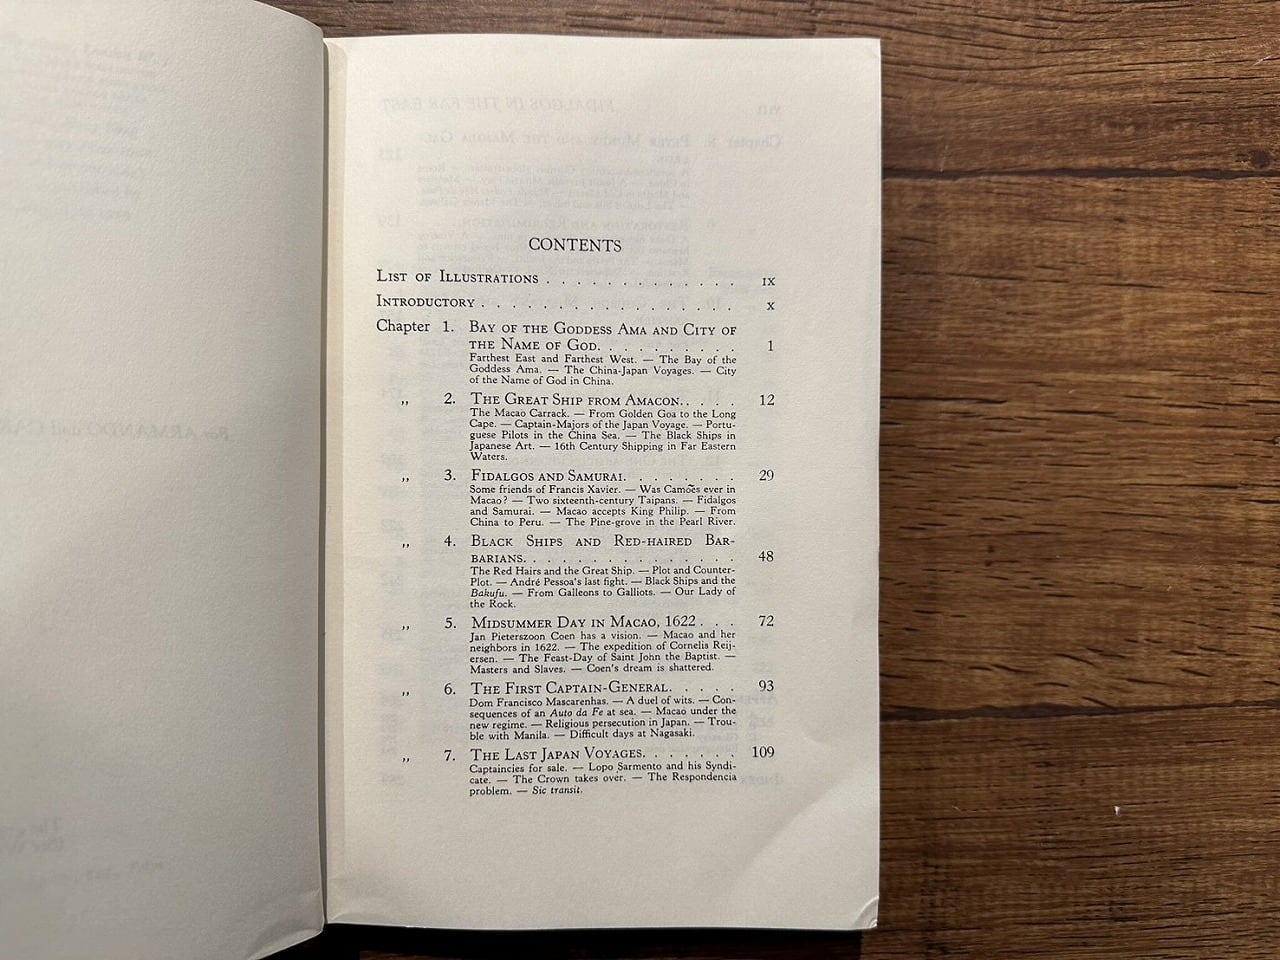 CONTENTS
LIST OF ILLUSTRATIONS . . . . . . . . . . . . . IX
INTRODUCTORY . . . . . . . . . . . . . . . . . X
Chapter 1. BAY OF THE GODDESS AMA AND CITY OF
THE NAME OF GOD. . . . . . . . . . 1
Farthest East and Farthest West. — The Bay of the
Goddess Ama. — The China-Japan Voyages. — City
of the Name of God in China.
„ 2. THE GREAT SHIP FROM AMACON. . . . . 12
The Macao Carrack. — From Golden Goa to the Long
Cape. — Captain-Majors of the Japan Voyage. — Portu-
guese Pilots in the China Sea. — The Black Ships in
Japanese Art. — 16th Century Shipping in Far Eastern
Waters.
„ 3. FIDALGOS AND SAMURAI. . . . . . . . 29
Some friends of Francis Xavier. — Was Camões ever in
Macao? — Two sixteenth-century Taipans. — Fidalgos
and Samurai. — Macao accepts King Philip. — From
China to Peru. — The Pine-grove in the Pearl River.
„ 4. BLACK SHIPS AND RED-HAIRED BAR-
BARIANS. . . . . . . . . . . . . . . 48
The Red Hairs and the Great Ship. — Plot and Counter-
Plot. — André Pessoa's last fight. — Black Ships and the
Bakufu. — From Galleons to Galliots. — Our Lady of
the Rock.
„ 5. MIDSUMMER DAY IN MACAO, 1622 . . . 72
Jan Pieterszoon Coen has a vision. — Macao and her
neighbors in 1622. — The expedition of Cornelis Reij-
ersen. — The Feast-Day of Saint John the Baptist. —
Masters and Slaves. — Coen's dream is shattered.
„ 6. THE FIRST CAPTAIN-GENERAL. . . . . 93
Dom Francisco Mascarenhas. — A duel of wits. — Con-
sequences of an Auto da Fe at sea. — Macao under the
new regime. — Religious persecution in Japan. — Trou-
ble with Manila. — Difficult days at Nagasaki.
„ 7. THE LAST JAPAN VOYAGES. . . . . . . 109
Captaincies for sale. — Lopo Sarmento and his Syndi-
cate. — The Crown takes over. — The Respondencia
problem. — Sic transit.